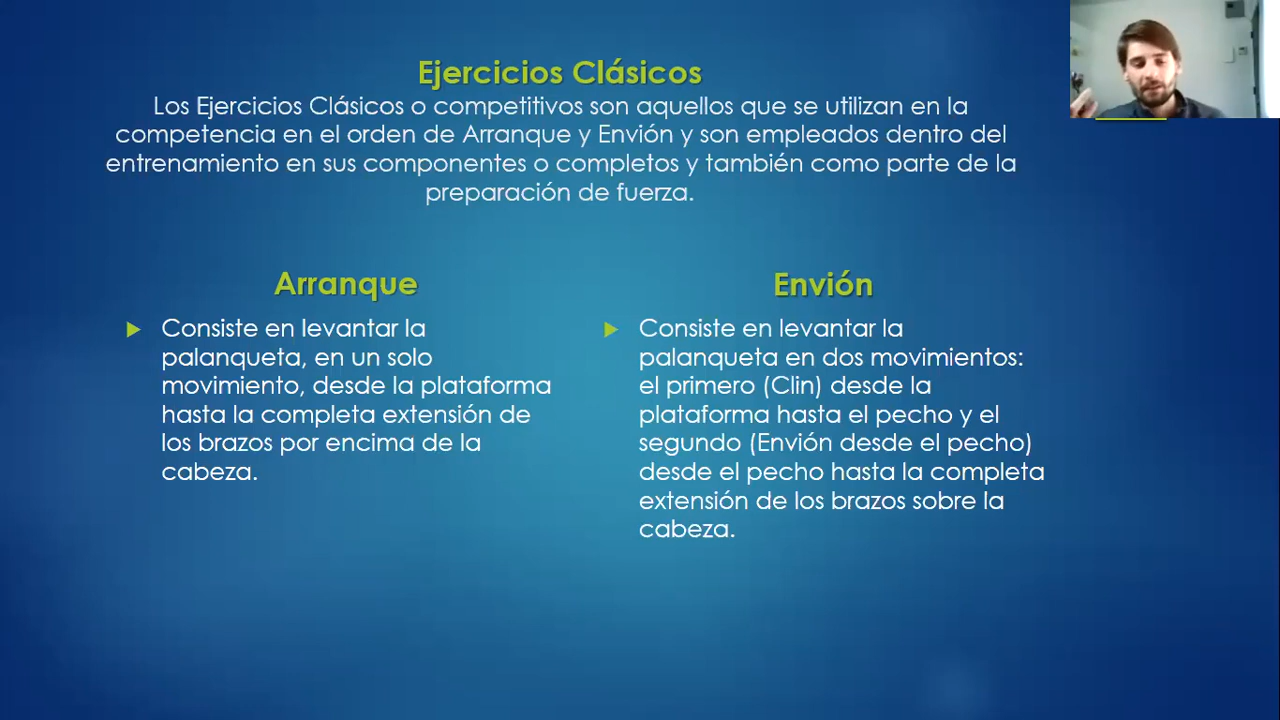 Ejercicios Clásicos
Los Ejercicios Clásicos o competitivos son aquellos que se utilizan en la
competencia en el orden de Arranque y Envión y son empleados dentro del
entrenamiento en sus componentes o completos y también como parte de la
preparación de fuerza.
Arranque
Consiste en levantar la
palanqueta, en un solo
movimiento, desde la plataforma
hasta la completa extensión de
los brazos por encima de la
cabeza.
Envión
Consiste en levantar la
palanqueta en dos movimientos:
el primero (Clin) desde la
plataforma hasta el pecho y el
segundo (Envión desde el pecho)
desde el pecho hasta la completa
extensión de los brazos sobre la
cabeza.